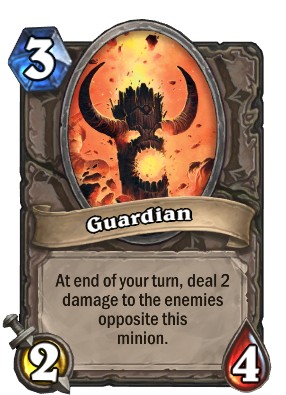 3
Guardian
At end of your turn, deal 2
damage to the enemies
opposite this
minion.
2
4